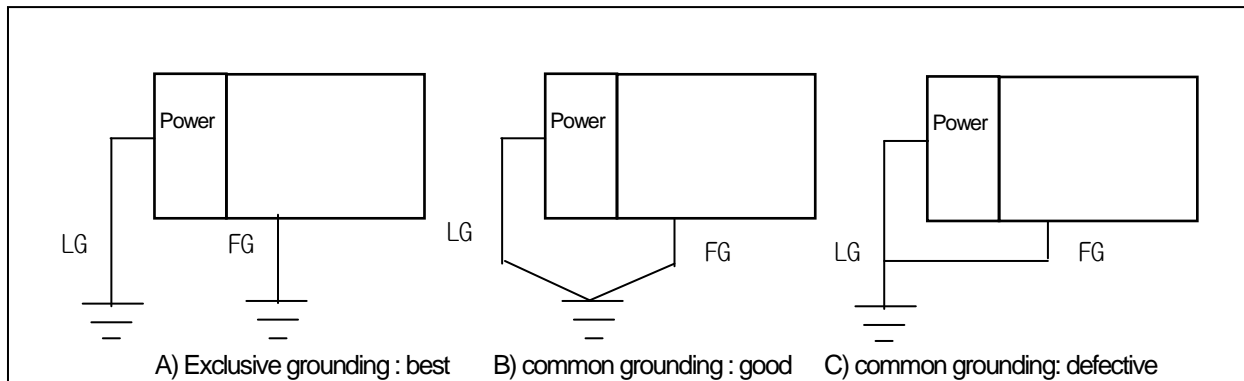 Power
LG
FG
Power
LG
FG
Power
LG
FG
A) Exclusive grounding : best
B) common grounding : good
C) common grounding: defective